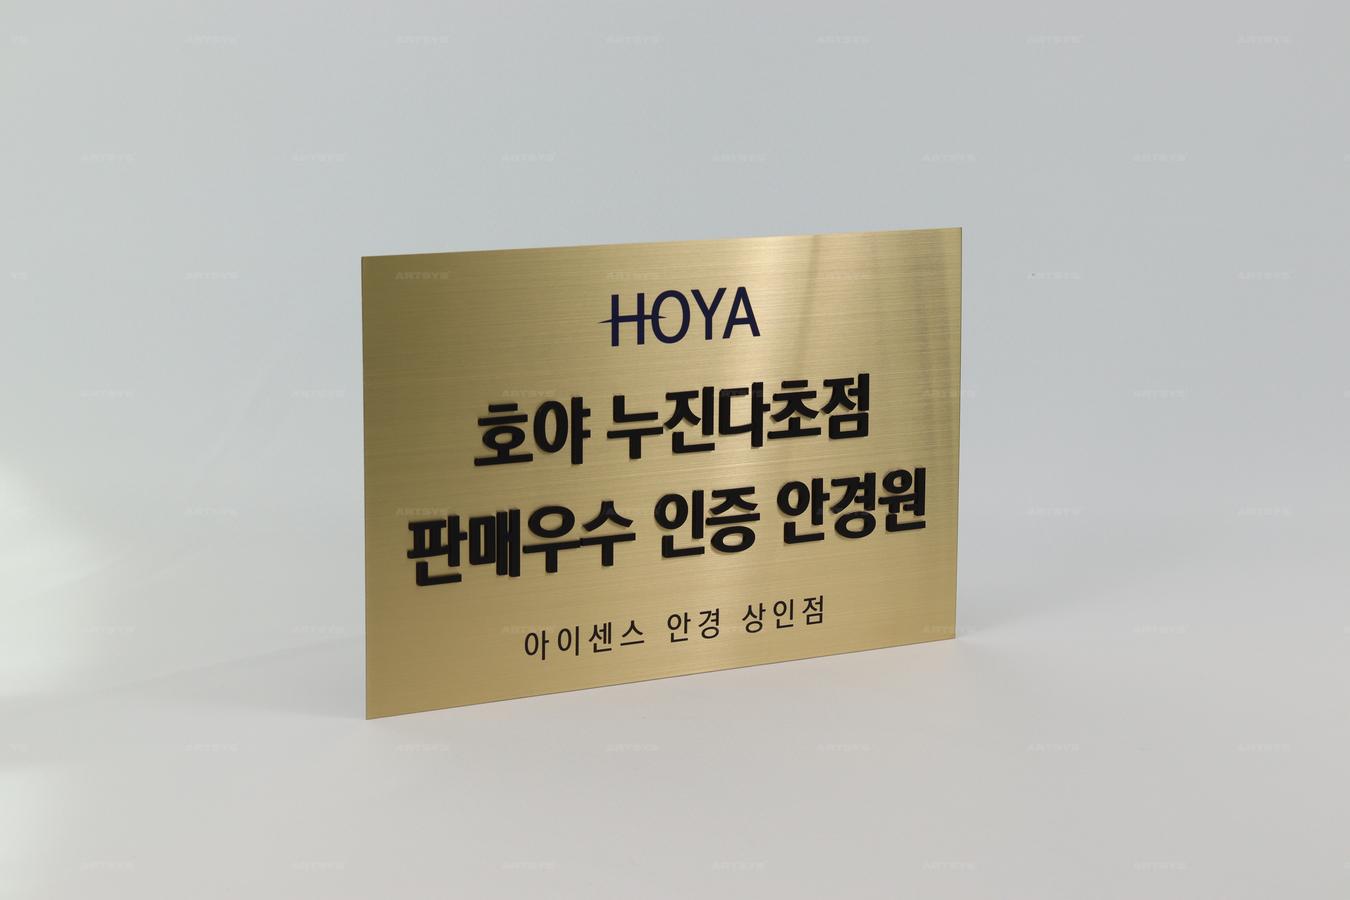 HOYA
호야 누진다초점
판매우수 인증 안경원
아이센스 안경 상인점
ARTSYS